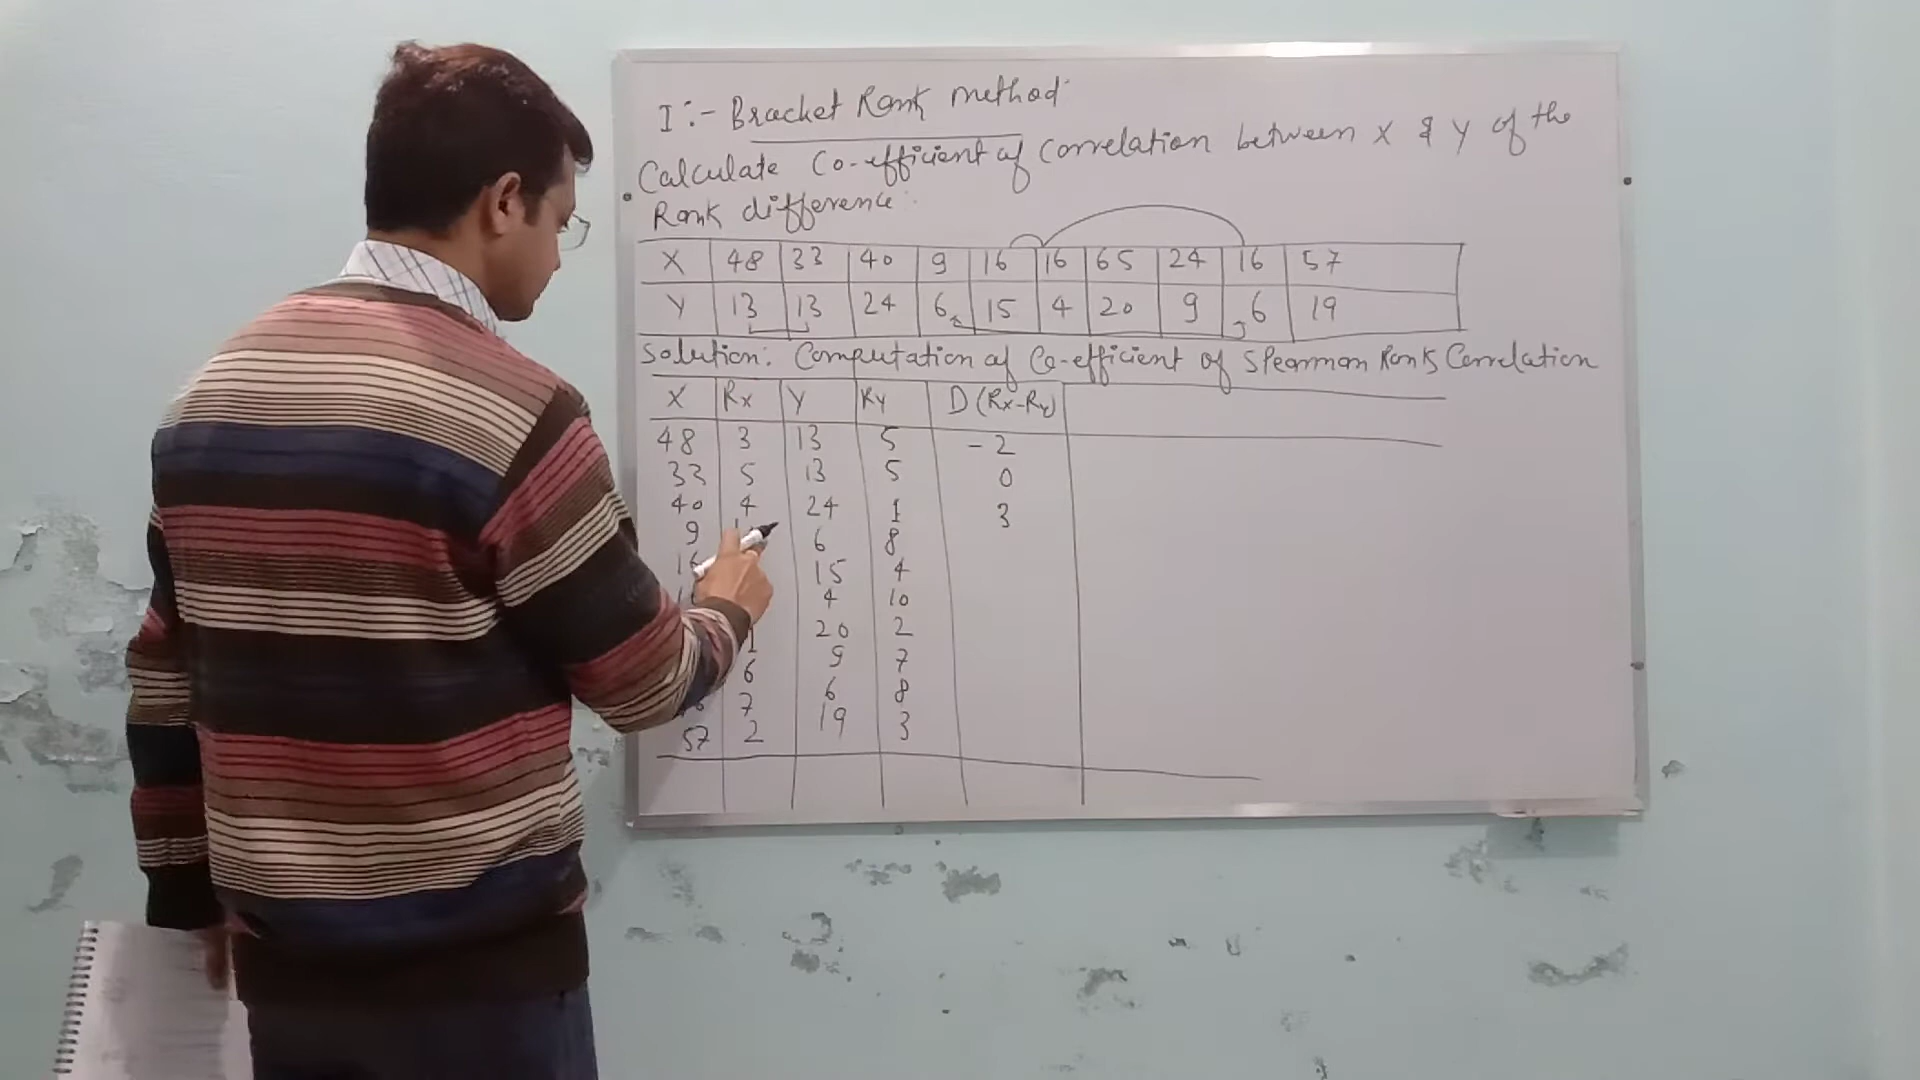 I :- Bracket Rank method
Calculate Co-efficient of Correlation between X & Y of the
Rank difference.
X 48 33 40 9 16 16 65 24 16 57
Y 13 13 24 6 15 4 20 9 6 19
Solution: Computation of Co-efficient of Spearman Ranks Correlation
X Rx Y Ry D (Rx-Ry)
48 3 13 5 -2
33 5 13 5 0
40 4 24 1 3
9 6 8
15 4
4 10
1 20 2
6 9 7
7 6 8
57 2 19 3